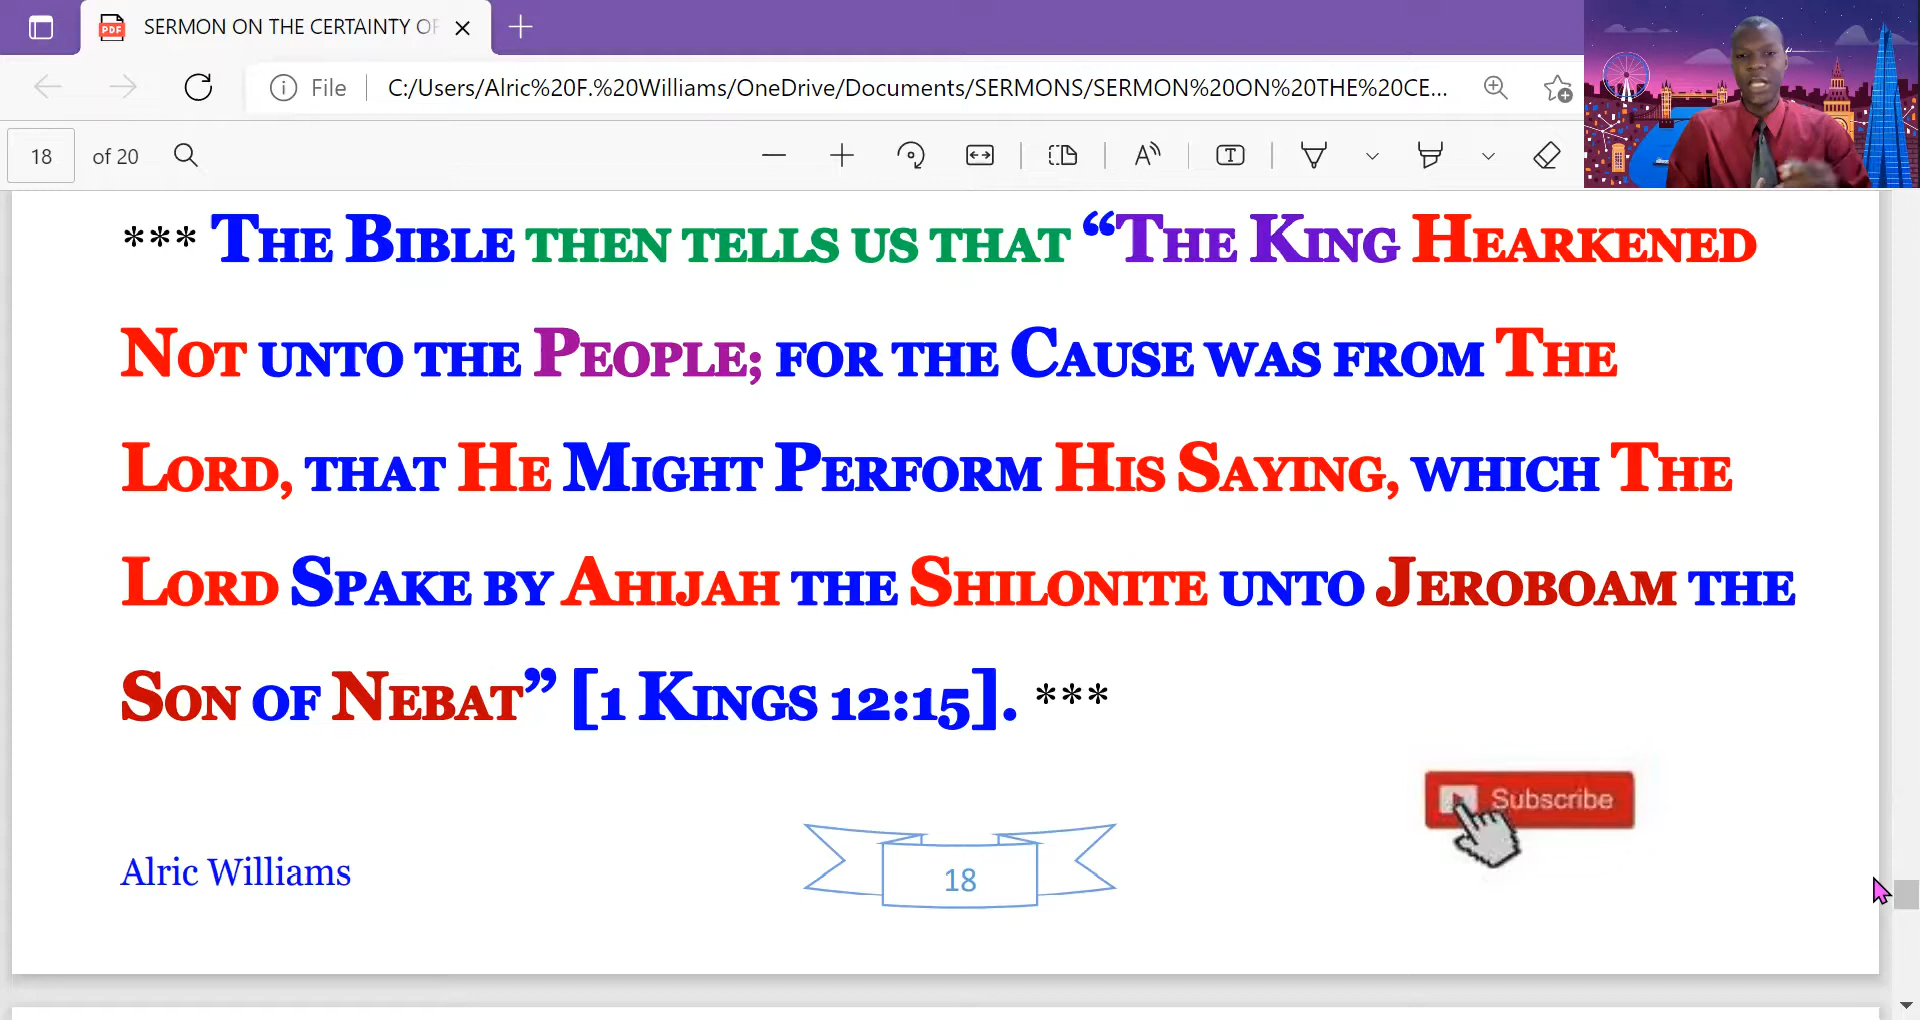 SERMON ON THE CERTAINTY OF
File
C:/Users/Alric%20F.%20Williams/OneDrive/Documents/SERMONS/SERMON%20ON%20THE%20CE...
18 of 20
*** THE BIBLE THEN TELLS US THAT “THE KING HEARKENED
NOT UNTO THE PEOPLE; FOR THE CAUSE WAS FROM THE
LORD, THAT HE MIGHT PERFORM HIS SAYING, WHICH THE
LORD SPAKE BY AHIJAH THE SHILONITE UNTO JEROBOAM THE
SON OF NEBAT” [1 KINGS 12:15]. ***
Subscribe
Alric Williams
18